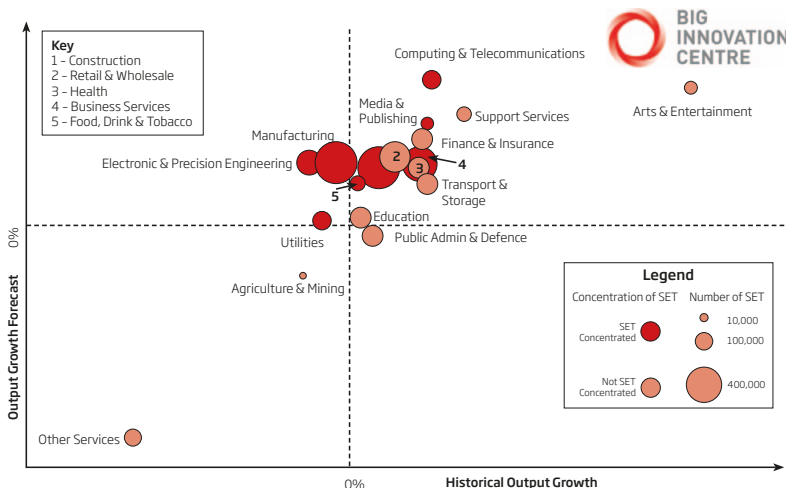 BIG
INNOVATION
CENTRE
Key
1 – Construction
2 – Retail & Wholesale
3 – Health
4 – Business Services
5 – Food, Drink & Tobacco
Computing & Telecommunications
Arts & Entertainment
Media &
Publishing
Support Services
Manufacturing
Finance & Insurance
Electronic & Precision Engineering
2
3
4
5
Transport &
Storage
Education
Utilities
Public Admin & Defence
Agriculture & Mining
Other Services
0%
Output Growth Forecast
0%
Historical Output Growth
Legend
Concentration of SET
Number of SET
SET
Concentrated
Not SET
Concentrated
10,000
100,000
400,000